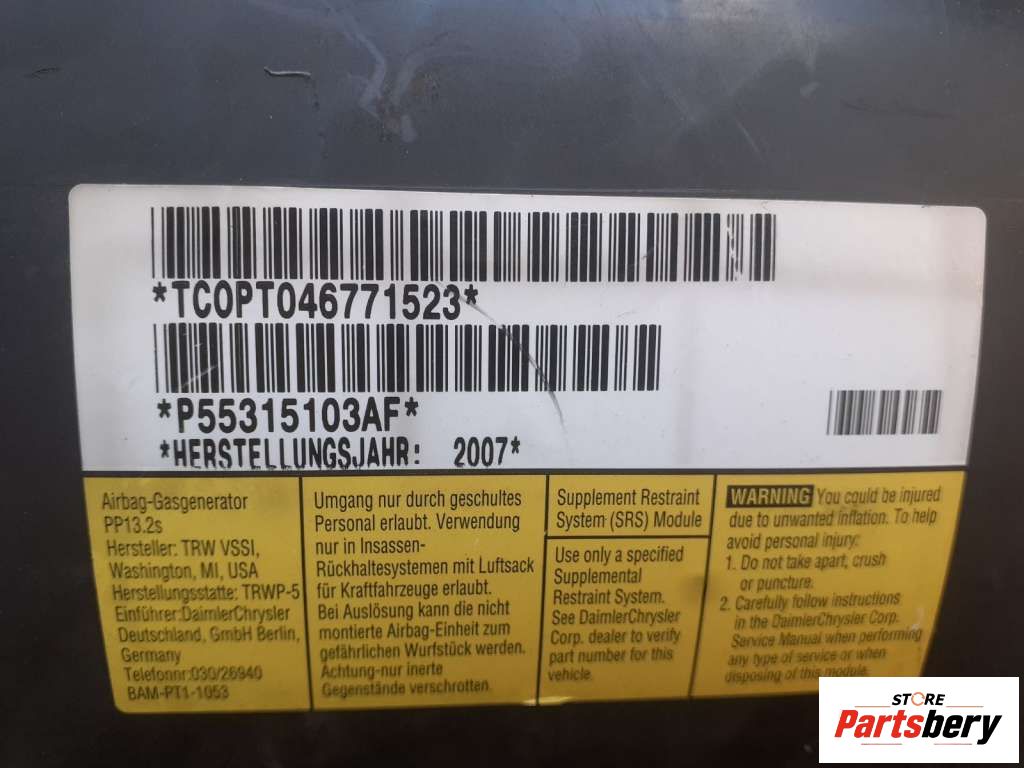 *TCOPT046771523*
*P55315103AF*
*HERSTELLUNGSJAHR: 2007*
Airbag-Gasgenerator
PP13.2s
Hersteller: TRW VSSI,
Washington, MI, USA
Herstellungsstatte: TRWP-5
Einführer:DaimlerChrysler
Deutschland, GmbH Berlin,
Germany
Telefonnr:030/26940
BAM-PT1-1053
Umgang nur durch geschultes
Personal erlaubt. Verwendung
nur in Insassen-
Rückhaltesystemen mit Luftsack
für Kraftfahrzeuge erlaubt.
Bei Auslösung kann die nicht
montierte Airbag-Einheit zum
gefährlichen Wurfstück werden.
Achtung-nur inerte
Gegenstände verschrotten.
Supplement Restraint
System (SRS) Module
Use only a specified
Supplemental
Restraint System.
See DaimlerChrysler
Corp. dealer to verify
part number for this
vehicle.
WARNING You could be injured
due to unwanted inflation. To help
avoid personal injury:
1. Do not take apart, crush
or puncture.
2. Carefully follow instructions
in the DaimlerChrysler Corp.
Service Manual when performing
any type of service or when
disposing of this module.
STORE
Partsbery